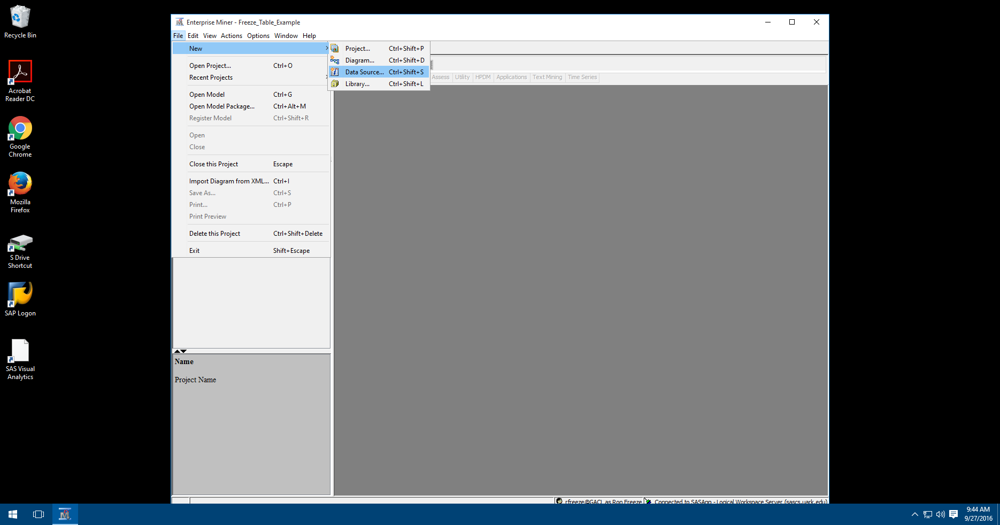 Recycle Bin
Acrobat
Reader DC
Google
Chrome
Mozilla
Firefox
S Drive
Shortcut
SAP Logon
SAS Visual
Analytics
Enterprise Miner - Freeze_Table_Example
File Edit View Actions Options Window Help
New
Open Project... Ctrl+O
Recent Projects
Open Model Ctrl+G
Open Model Package... Ctrl+Alt+M
Register Model Ctrl+Shift+R
Open
Close
Close this Project Escape
Import Diagram from XML... Ctrl+I
Save As... Ctrl+S
Print... Ctrl+P
Print Preview
Delete this Project Ctrl+Shift+Delete
Exit Shift+Escape
Project... Ctrl+Shift+P
Diagram... Ctrl+Shift+D
Data Source... Ctrl+Shift+S
Library... Ctrl+Shift+L
Assess Utility HPDM Applications Text Mining Time Series
Name
Project Name
rfreeze@GACL as Ron Freeze Connected to SASApp - Logical Workspace Server (sascs.uark.edu)
9:44 AM
9/27/2016